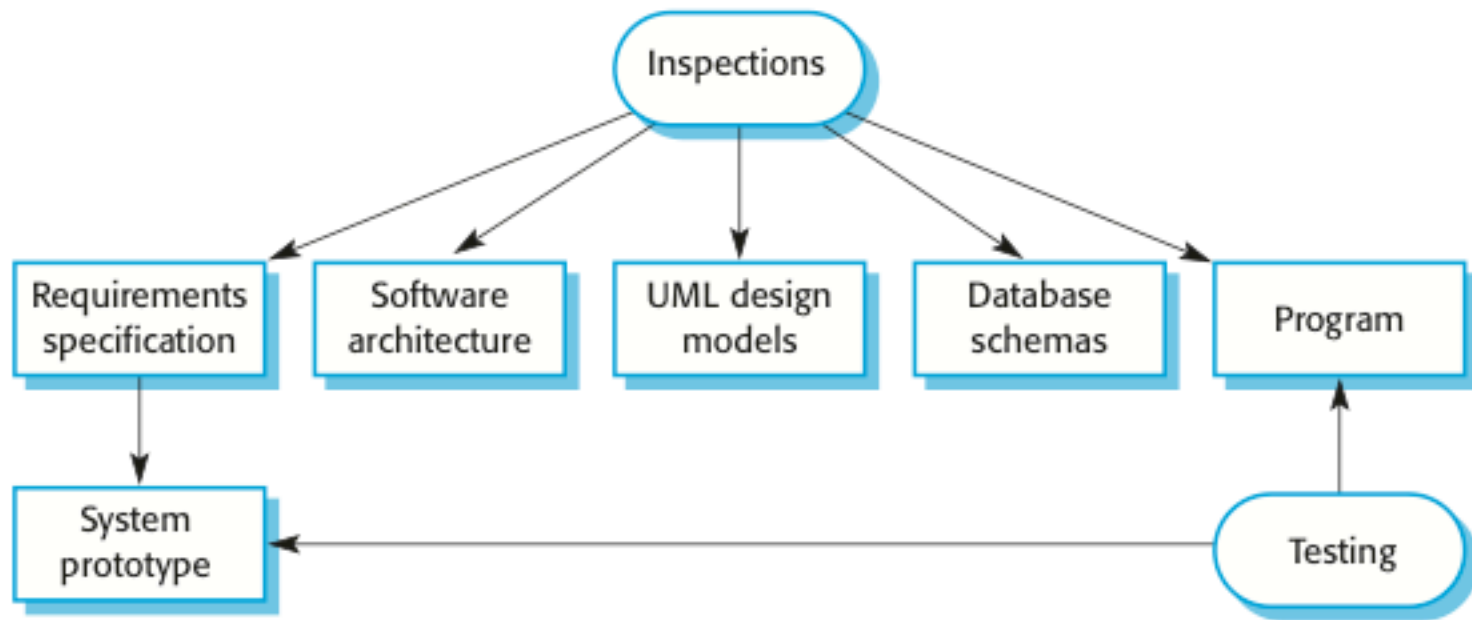 Inspections
Requirements
specification
Software
architecture
UML design
models
Database
schemas
Program
System
prototype
Testing